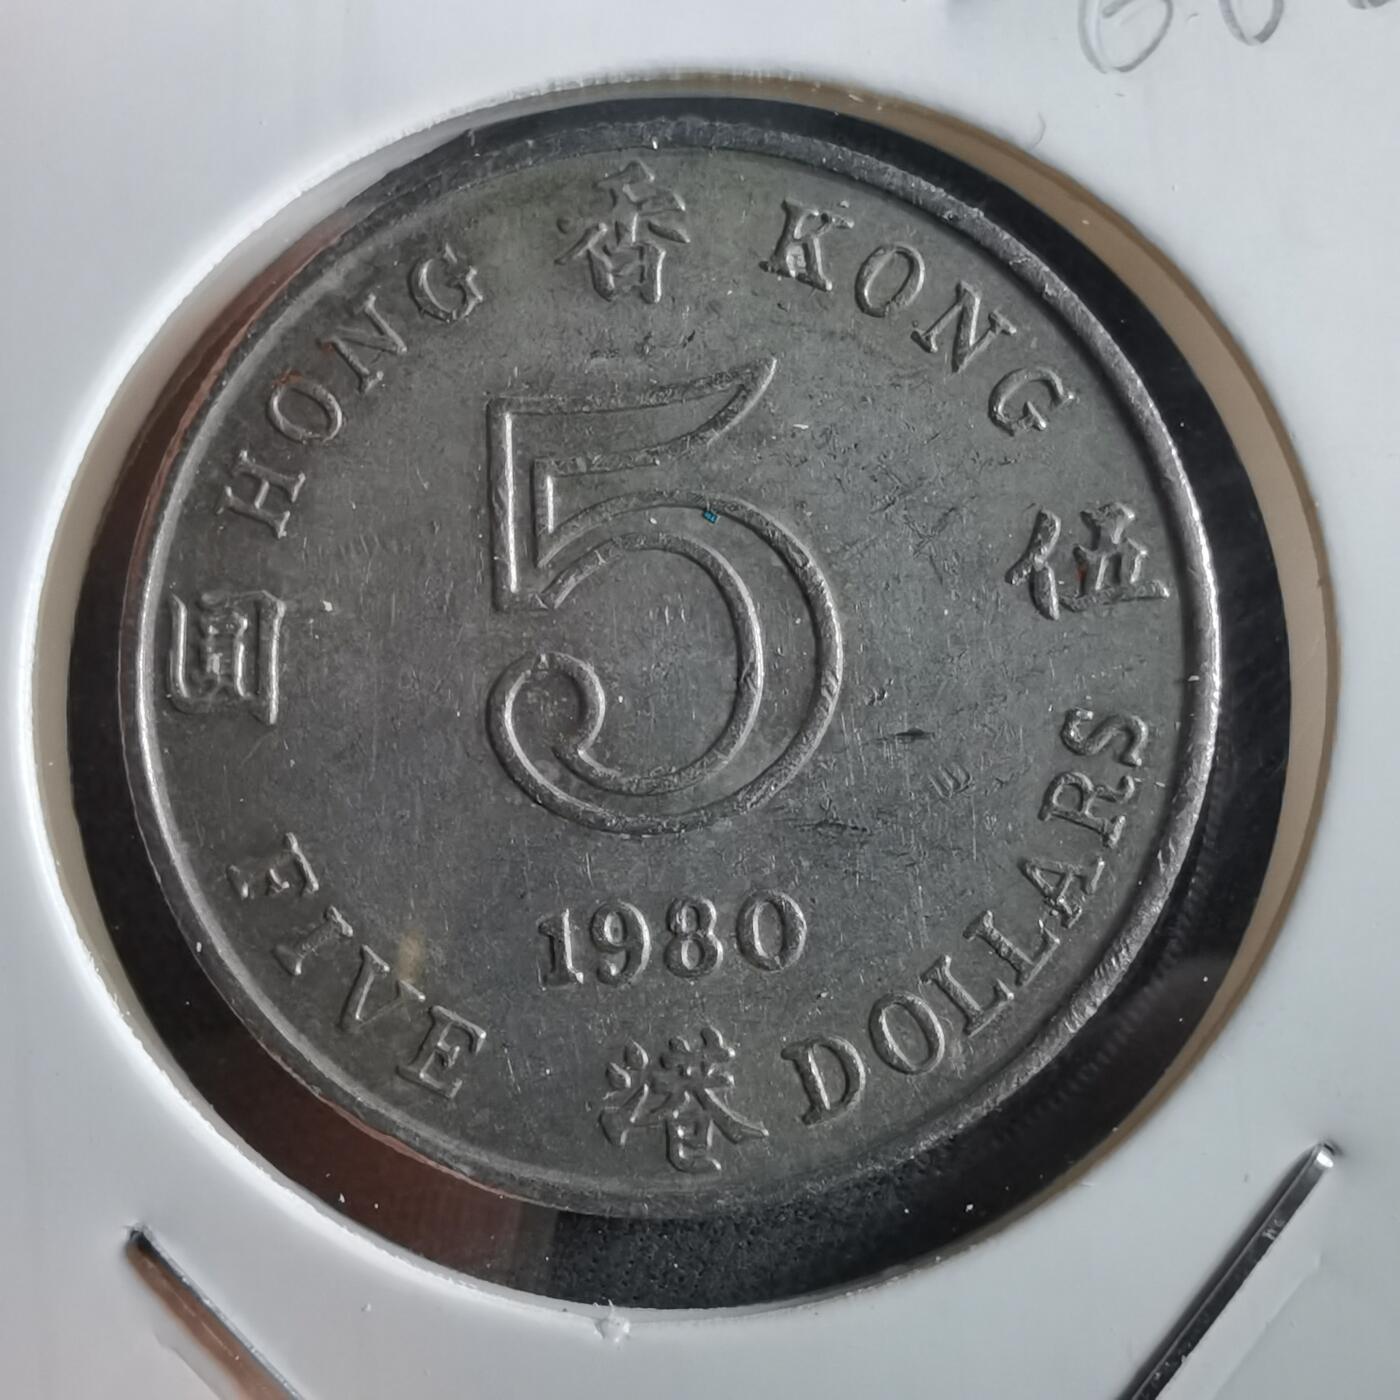 HONG 香 KONG
圓 5 伍
1980
FIVE 港 DOLLARS